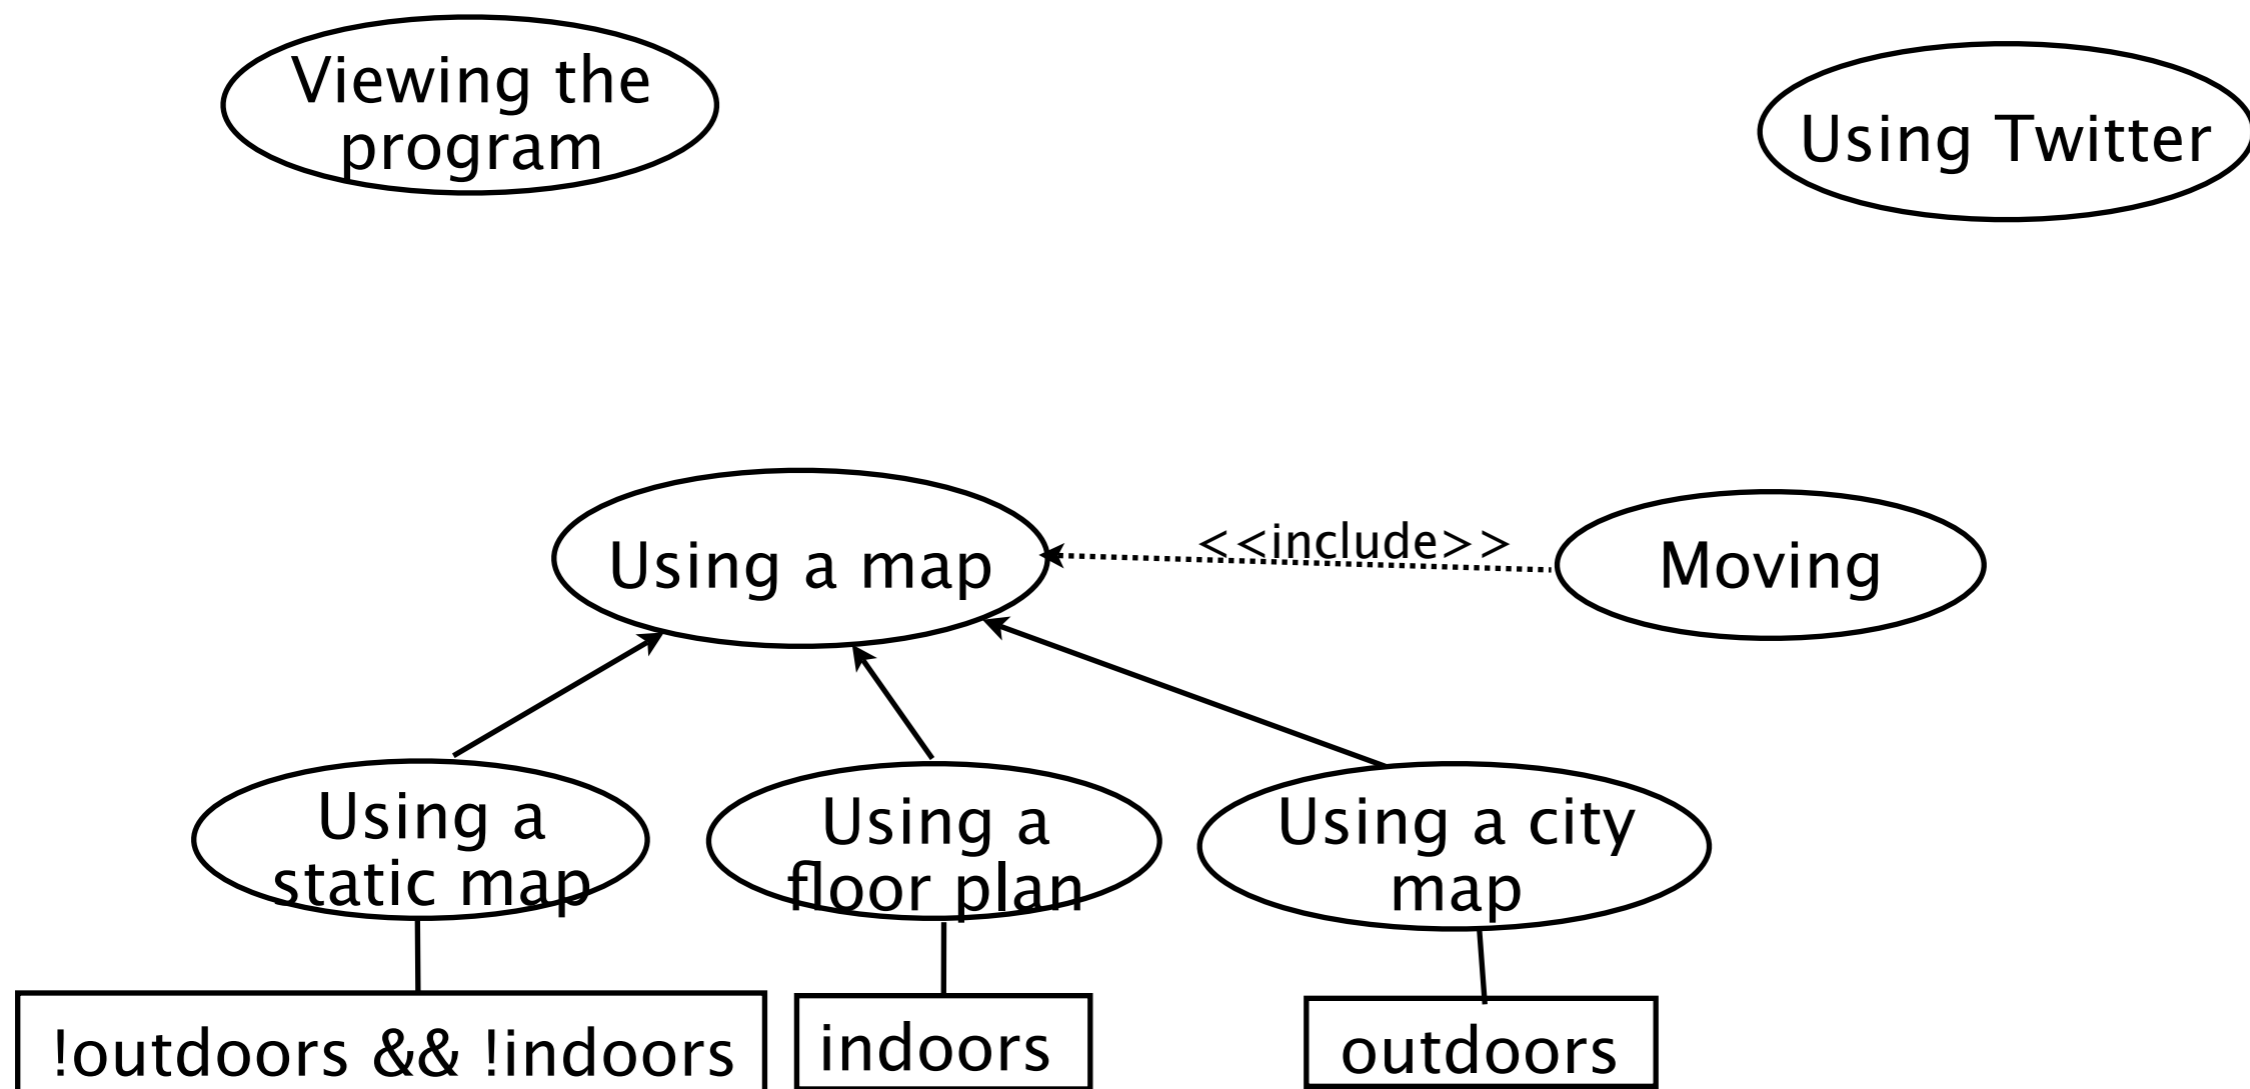 Viewing the
program
Using Twitter
Using a map
<<include>>
Moving
Using a
static map
Using a
floor plan
Using a city
map
!outdoors && !indoors
indoors
outdoors